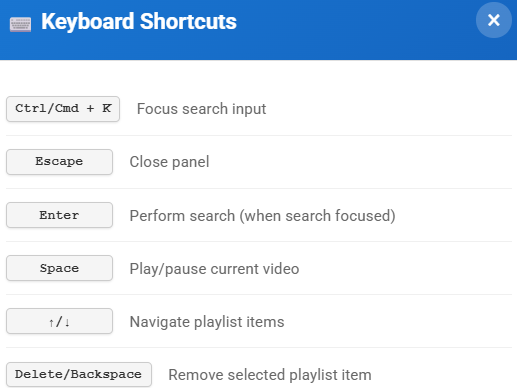 Keyboard Shortcuts
Ctrl/Cmd + K Focus search input
Escape Close panel
Enter Perform search (when search focused)
Space Play/pause current video
↑/↓ Navigate playlist items
Delete/Backspace Remove selected playlist item